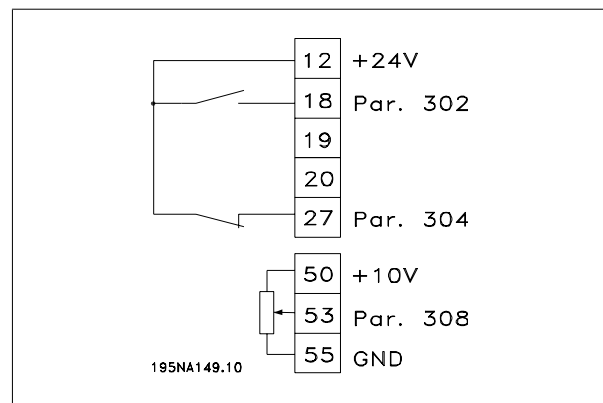 12 +24V
18 Par. 302
19
20
27 Par. 304
50 +10V
53 Par. 308
55 GND
195NA149.10